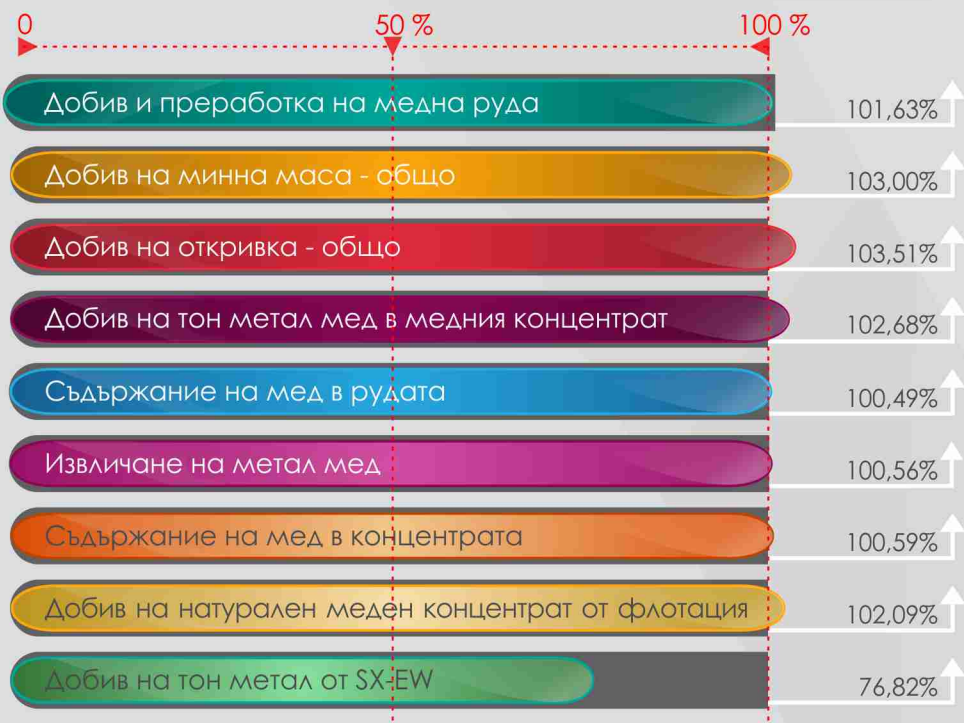 0 50 % 100 %
Добив и преработка на медна руда 101,63%
Добив на минна маса - общо 103,00%
Добив на откривка - общо 103,51%
Добив на тон метал мед в медния концентрат 102,68%
Съдържание на мед в рудата 100,49%
Извличане на метал мед 100,56%
Съдържание на мед в концентрата 100,59%
Добив на натурален меден концентрат от флотация 102,09%
Добив на тон метал от SX-EW 76,82%